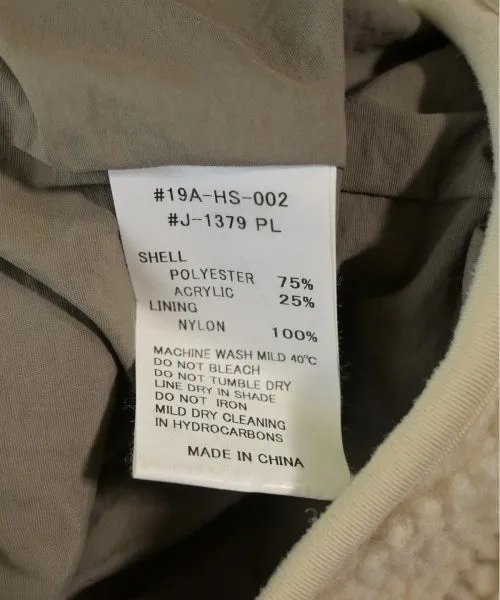 #19A-HS-002
#J-1379 PL
SHELL
POLYESTER 75%
ACRYLIC 25%
LINING
NYLON 100%
MACHINE WASH MILD 40℃
DO NOT BLEACH
DO NOT TUMBLE DRY
LINE DRY IN SHADE
DO NOT IRON
MILD DRY CLEANING
IN HYDROCARBONS
MADE IN CHINA